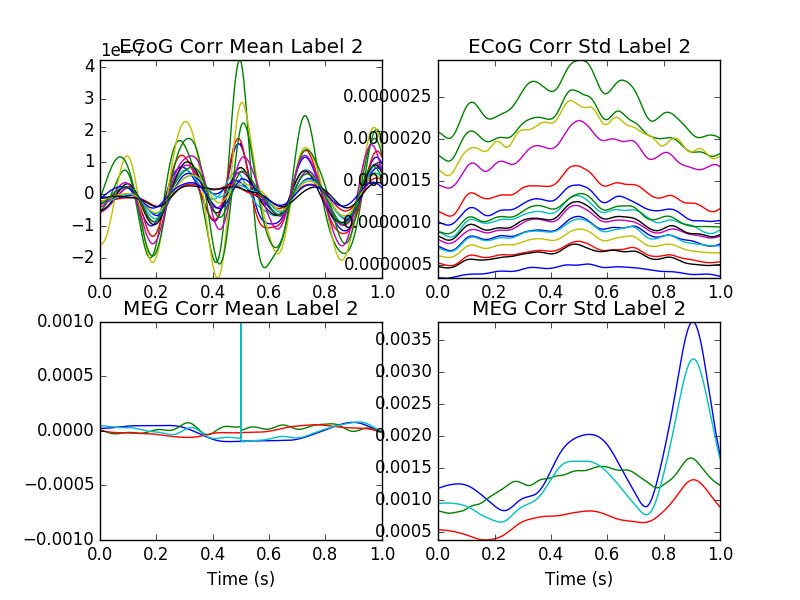 1e−7
ECoG Corr Mean Label 2
4
3
2
1
0
−1
−2
0.0 0.2 0.4 0.6 0.8 1.0
ECoG Corr Std Label 2
0.0000025
0.0000020
0.0000015
0.0000010
0.0000005
0.0 0.2 0.4 0.6 0.8 1.0
MEG Corr Mean Label 2
0.0010
0.0005
0.0000
−0.0005
−0.0010
0.0 0.2 0.4 0.6 0.8 1.0
Time (s)
MEG Corr Std Label 2
0.0035
0.0030
0.0025
0.0020
0.0015
0.0010
0.0005
0.0 0.2 0.4 0.6 0.8 1.0
Time (s)